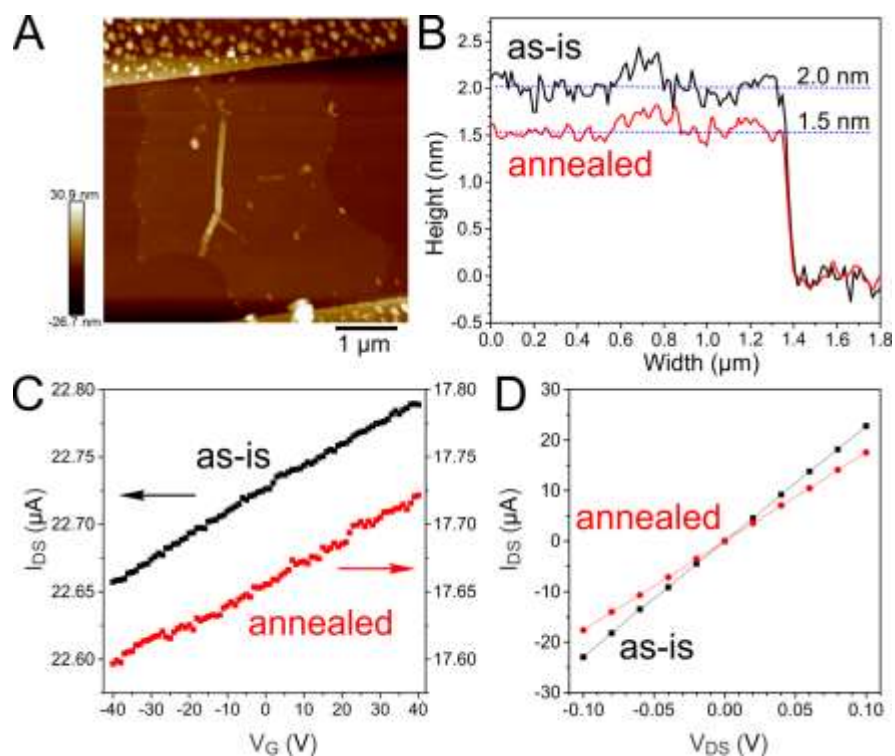 A
30.9 nm
-26.7 nm
1 μm
B
as-is
2.0 nm
1.5 nm
annealed
Height (nm)
2.5
2.0
1.5
1.0
0.5
0.0
-0.5
0.0 0.2 0.4 0.6 0.8 1.0 1.2 1.4 1.6 1.8
Width (μm)
C
22.80
22.75
22.70
22.65
22.60
I_DS (μA)
as-is
annealed
17.80
17.75
17.70
17.65
17.60
-40 -30 -20 -10 0 10 20 30 40
V_G (V)
D
30
20
10
0
-10
-20
-30
I_DS (μA)
annealed
as-is
-0.10 -0.05 0.00 0.05 0.10
V_DS (V)